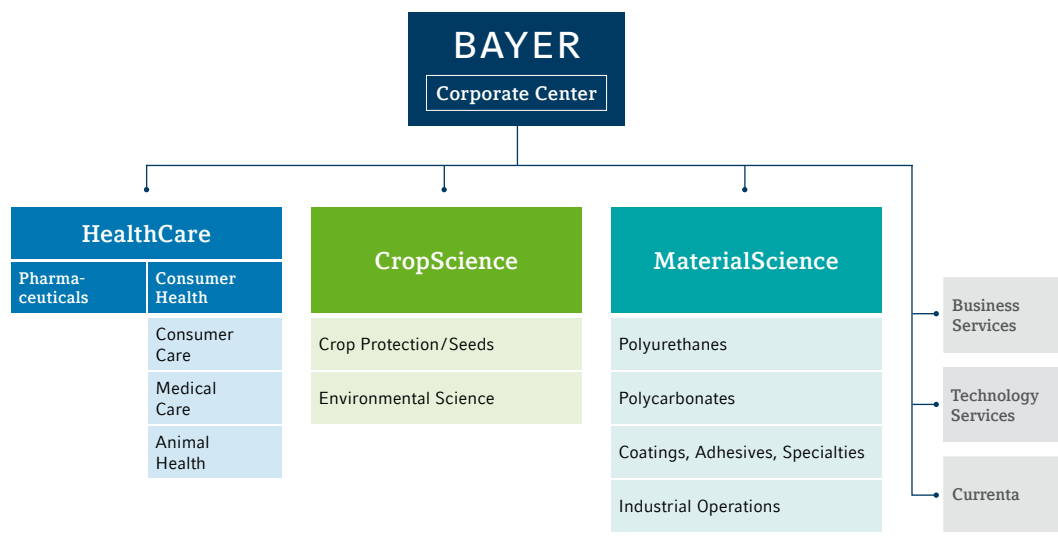 BAYER
Corporate Center
HealthCare
Pharma-
ceuticals
Consumer
Health
Consumer
Care
Medical
Care
Animal
Health
CropScience
Crop Protection/Seeds
Environmental Science
MaterialScience
Polyurethanes
Polycarbonates
Coatings, Adhesives, Specialties
Industrial Operations
Business
Services
Technology
Services
Currenta